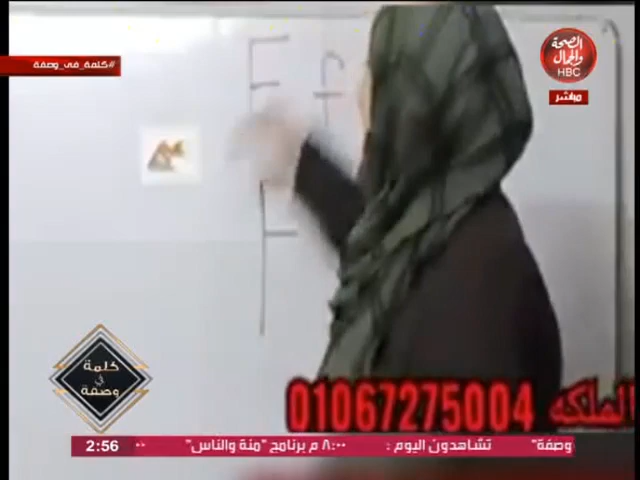 #كلمة_في_وصفة
الصحة
والجمال
HBC
مباشر
E f
F
كلمة
في
وصفة
الملكه 01067275004
وصفة" تشاهدون اليوم : ٨:٠٠ م برنامج "منة والناس"
2:56